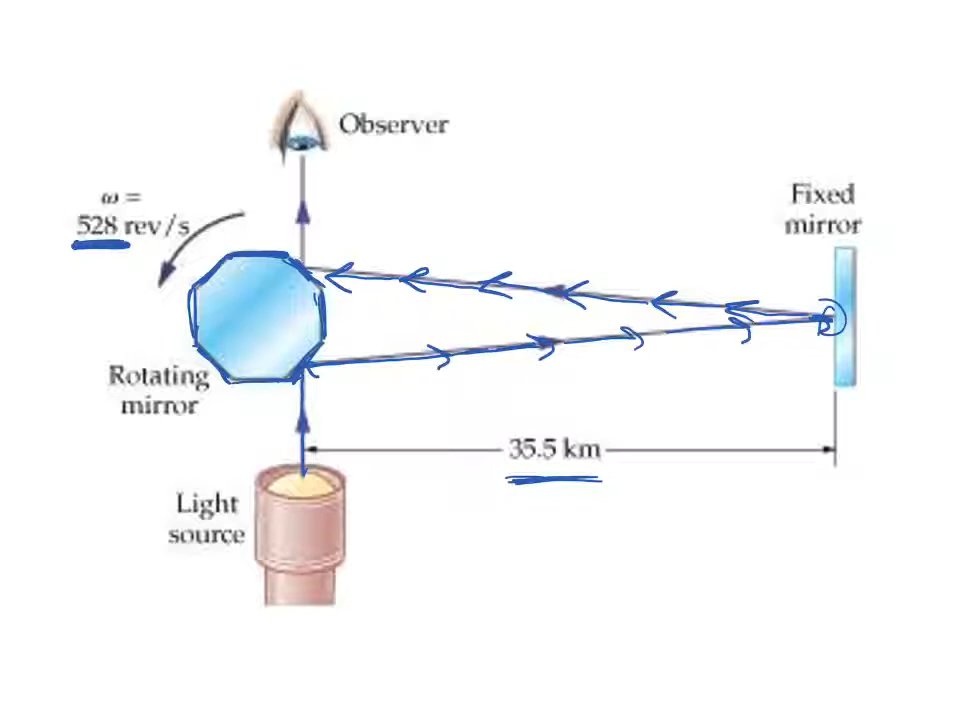 Observer
ω =
528 rev/s
Fixed
mirror
Rotating
mirror
35.5 km
Light
source